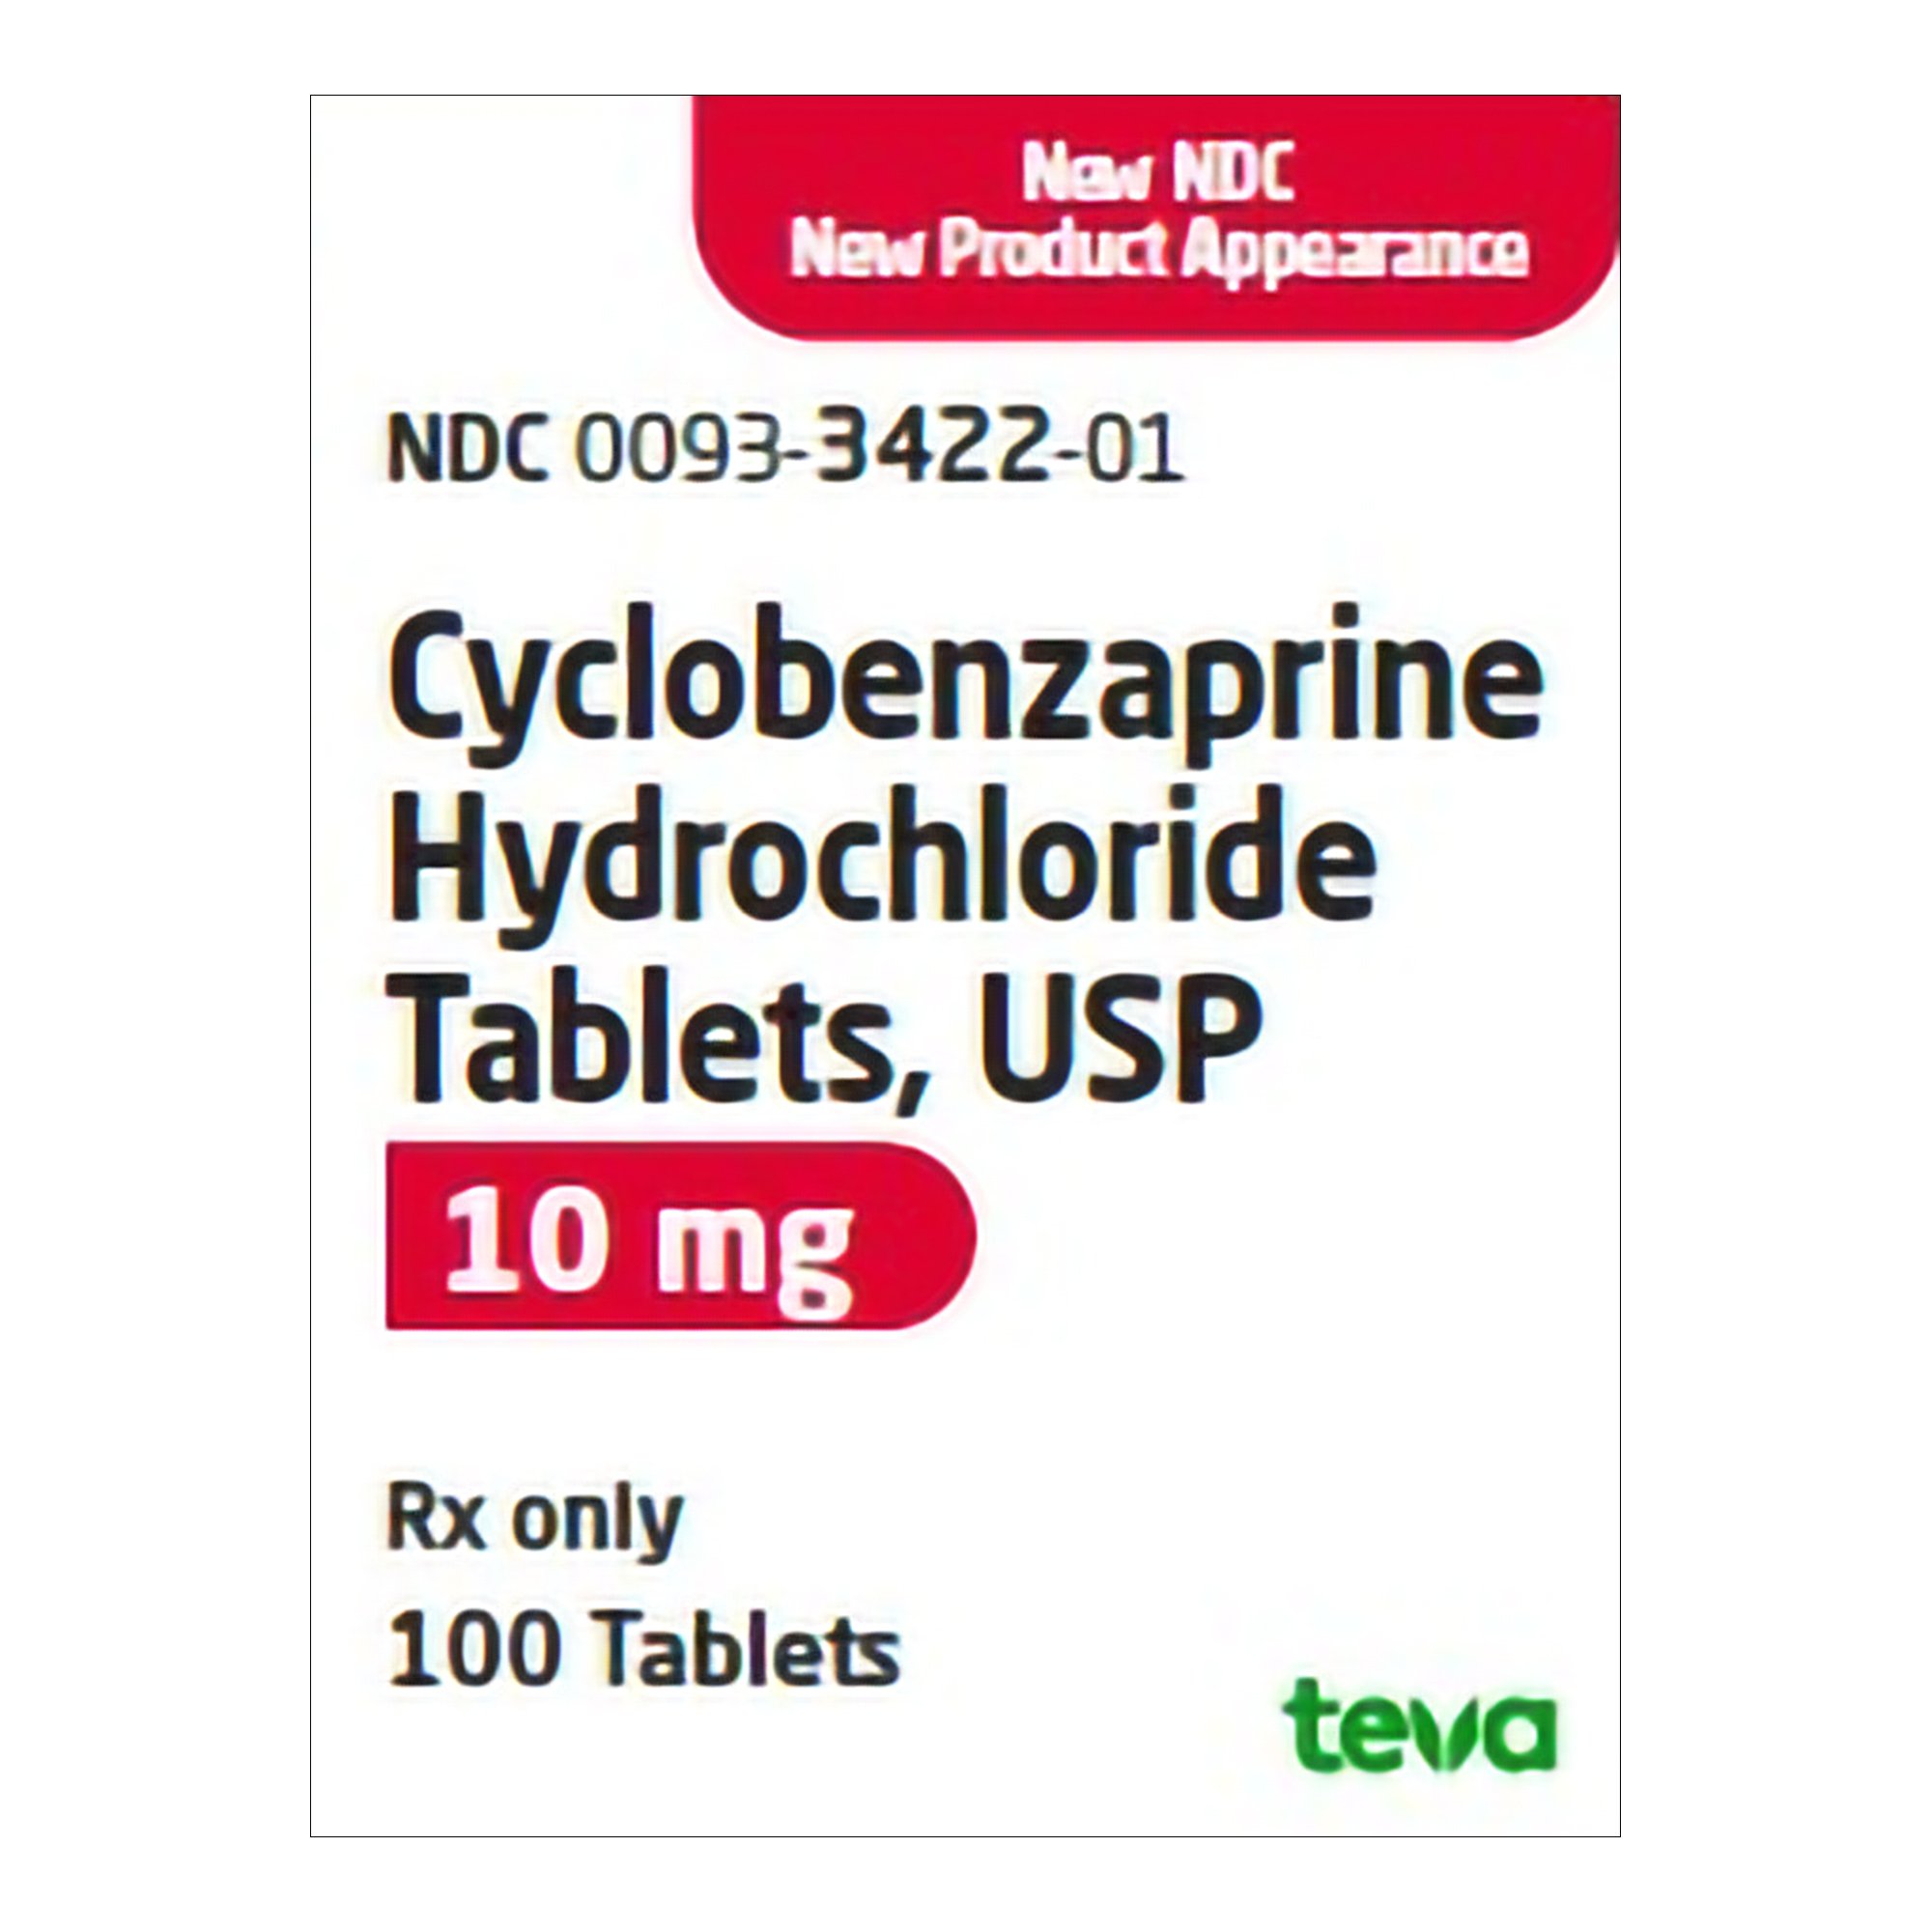 New NDC
New Product Appearance
NDC 0093-3422-01
Cyclobenzaprine
Hydrochloride
Tablets, USP
10 mg
Rx only
100 Tablets
teva